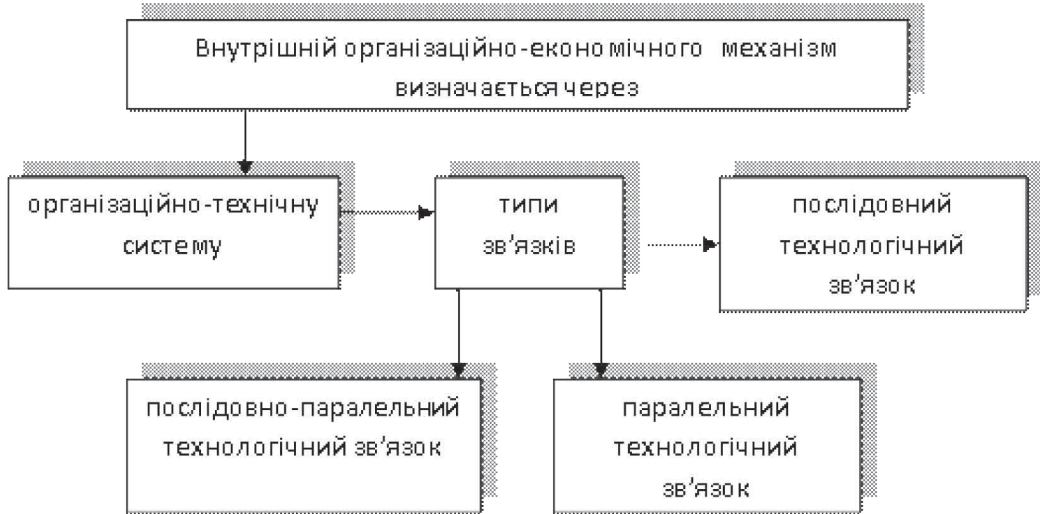 Внутрішній організаційно-економічного механізм
визначається через
організаційно-технічну
систему
типи
зв'язків
послідовний
технологічний
зв'язок
послідовно-паралельний
технологічний зв'язок
паралельний
технологічний
зв'язок